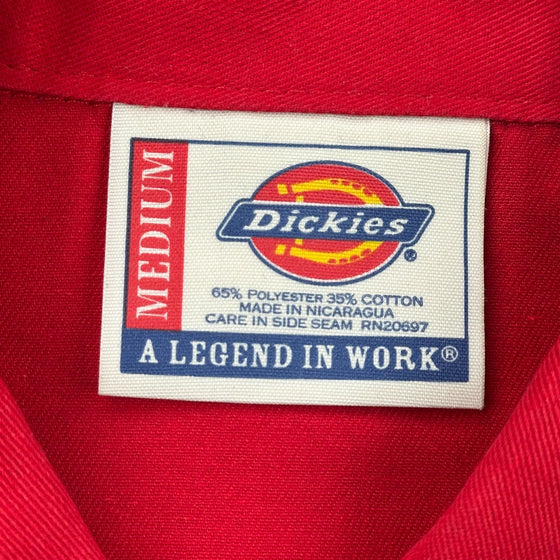 MEDIUM
Dickies®
65% POLYESTER 35% COTTON
MADE IN NICARAGUA
CARE IN SIDE SEAM RN20697
A LEGEND IN WORK®